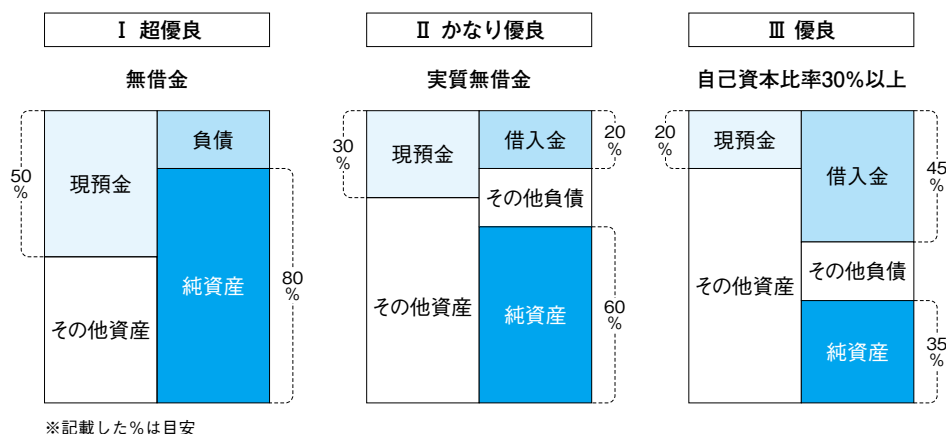 Ⅰ 超優良
無借金
50
%
現預金
その他資産
負債
純資産
80
%
※記載した%は目安
Ⅱ かなり優良
実質無借金
30
%
現預金
その他資産
借入金
20
%
その他負債
純資産
60
%
Ⅲ 優良
自己資本比率30%以上
20
%
現預金
その他資産
借入金
45
%
その他負債
純資産
35
%